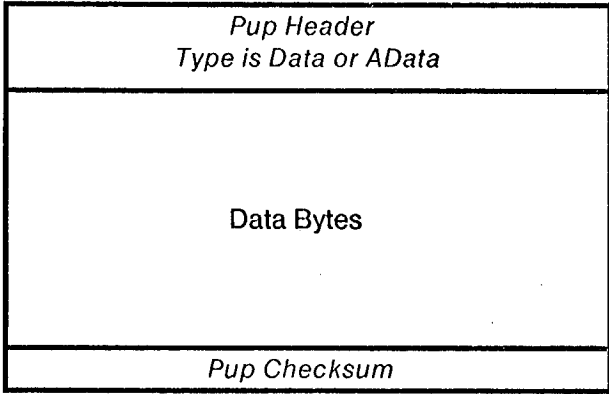 Pup Header
Type is Data or AData
Data Bytes
Pup Checksum